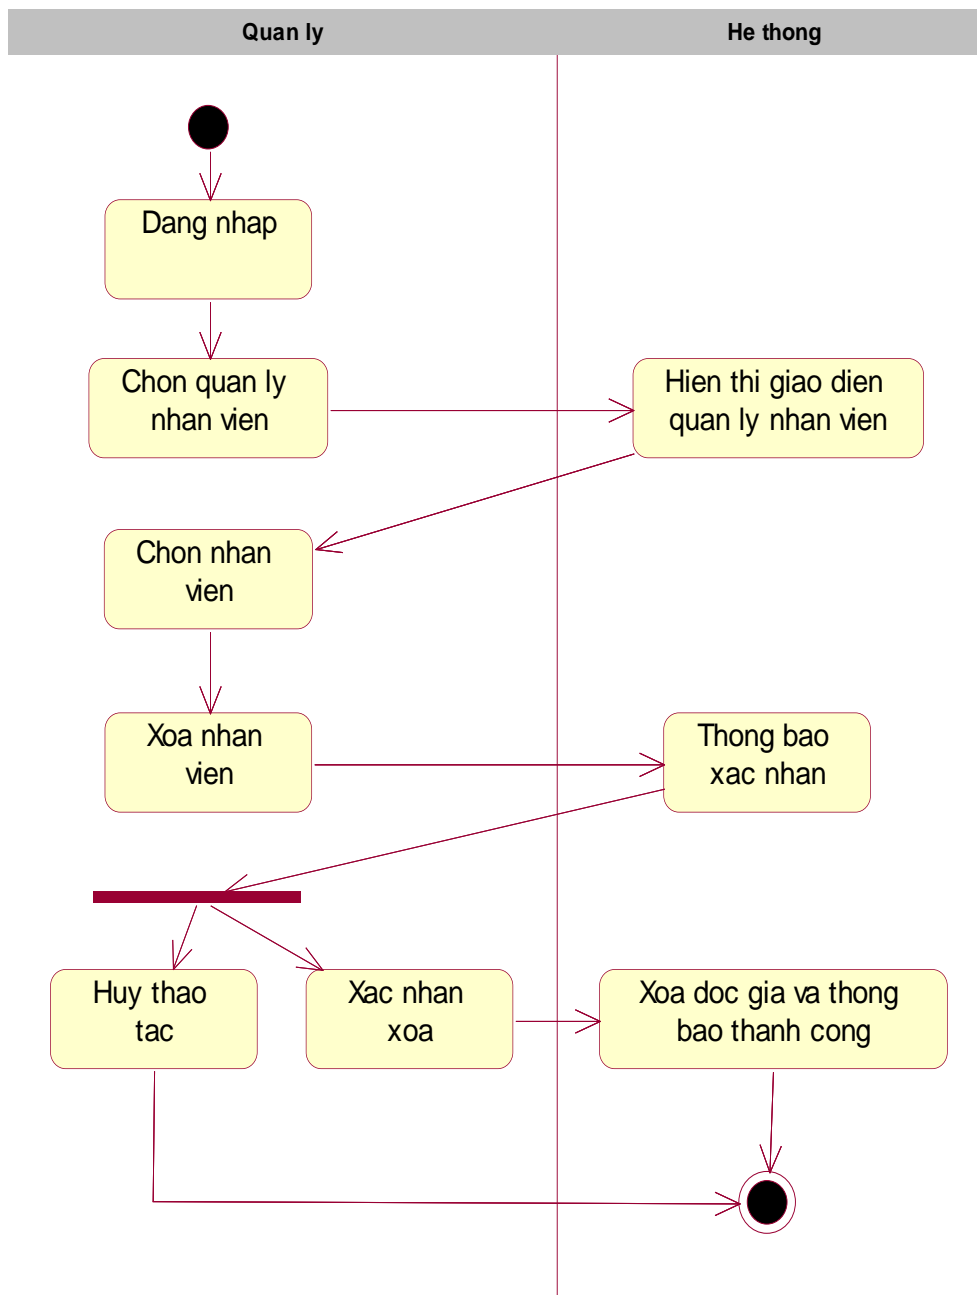 Quan ly
He thong
Dang nhap
Chon quan ly
nhan vien
Hien thi giao dien
quan ly nhan vien
Chon nhan
vien
Xoa nhan
vien
Thong bao
xac nhan
Huy thao
tac
Xac nhan
xoa
Xoa doc gia va thong
bao thanh cong